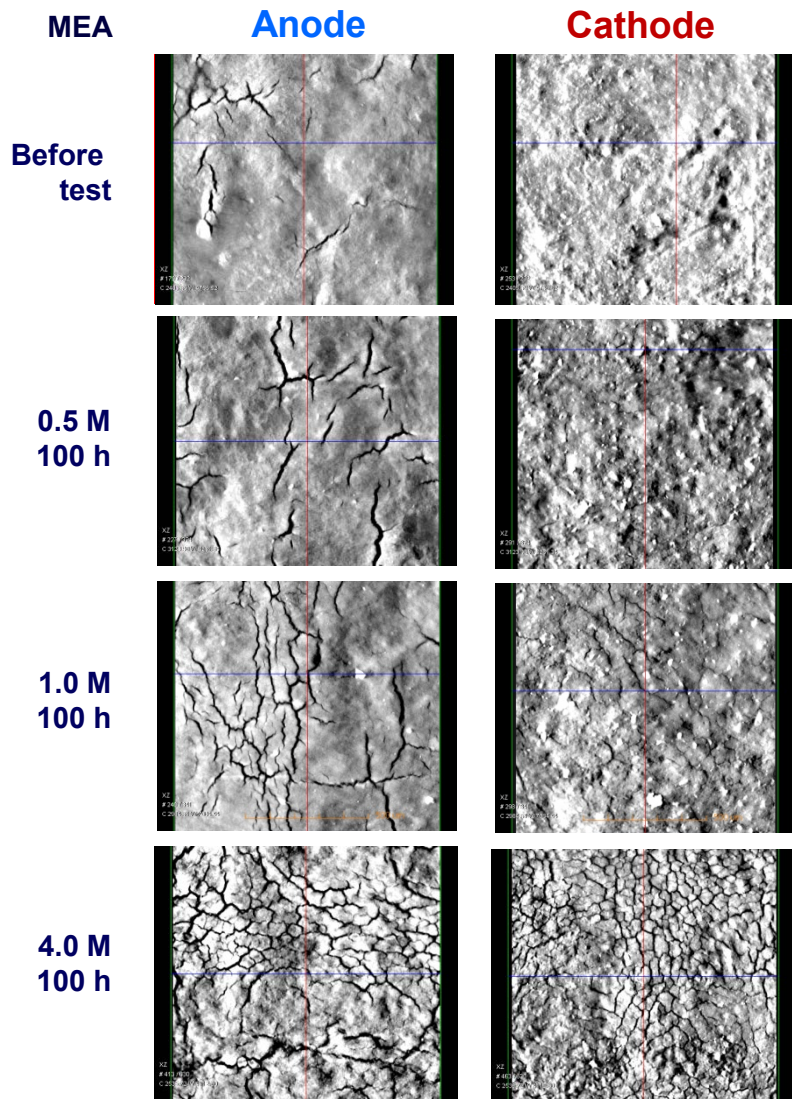 MEA
Anode
Cathode
Before
test
XZ
XZ
0.5 M
100 h
XZ
XZ
1.0 M
100 h
XZ
XZ
4.0 M
100 h
XZ
XZ